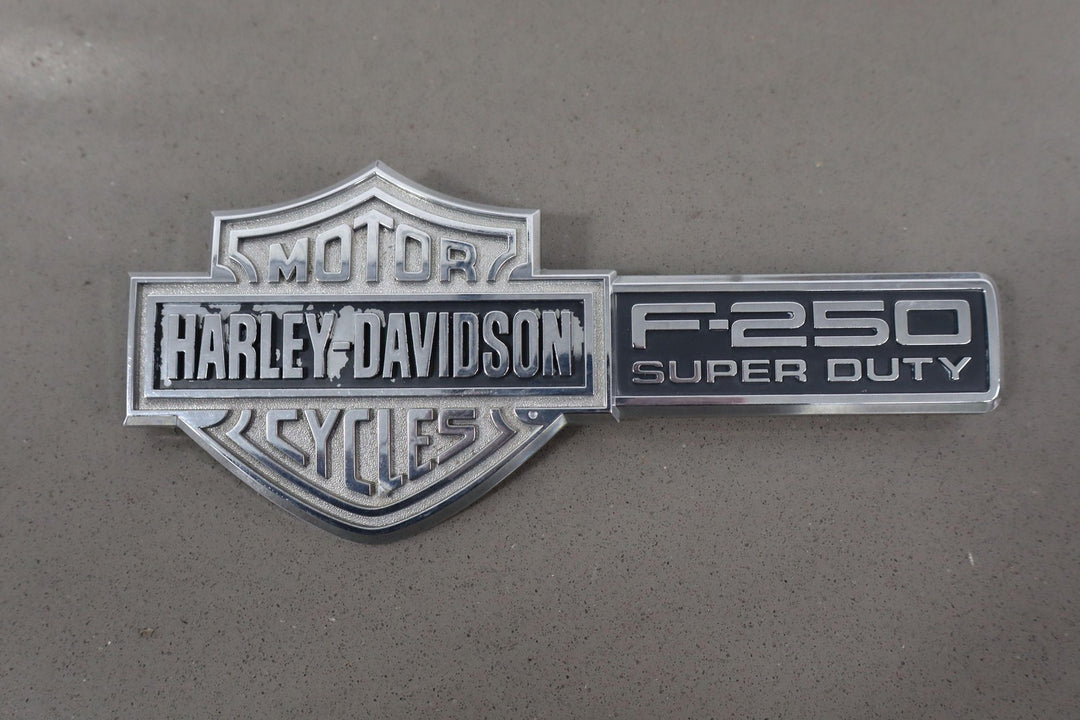 MOTOR
HARLEY-DAVIDSON
CYCLES
F-250
SUPER DUTY